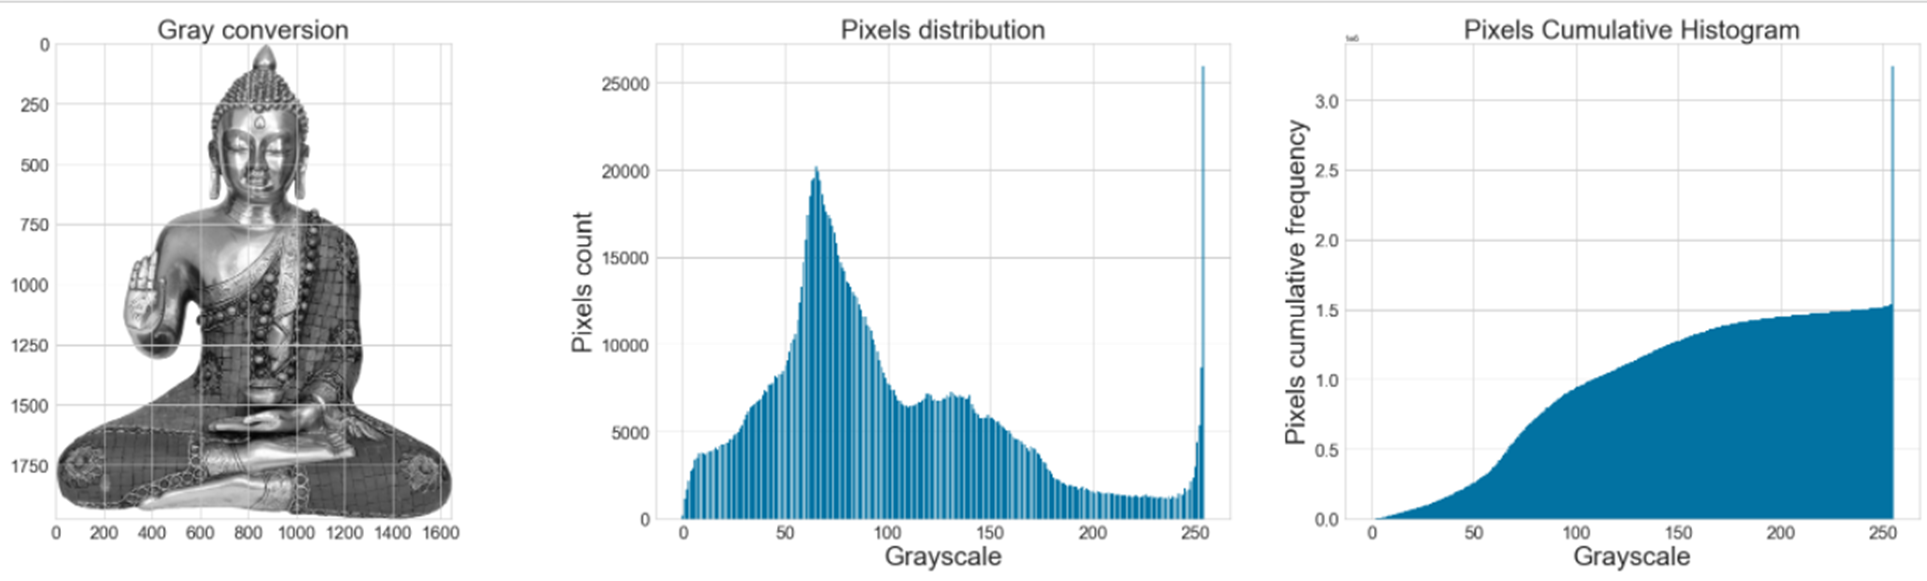 Gray conversion
0
250
500
750
1000
1250
1500
1750
0 200 400 600 800 1000 1200 1400 1600
Pixels distribution
Pixels count
25000
20000
15000
10000
5000
0
0 50 100 150 200 250
Grayscale
Pixels Cumulative Histogram
1e6
Pixels cumulative frequency
3.0
2.5
2.0
1.5
1.0
0.5
0.0
0 50 100 150 200 250
Grayscale